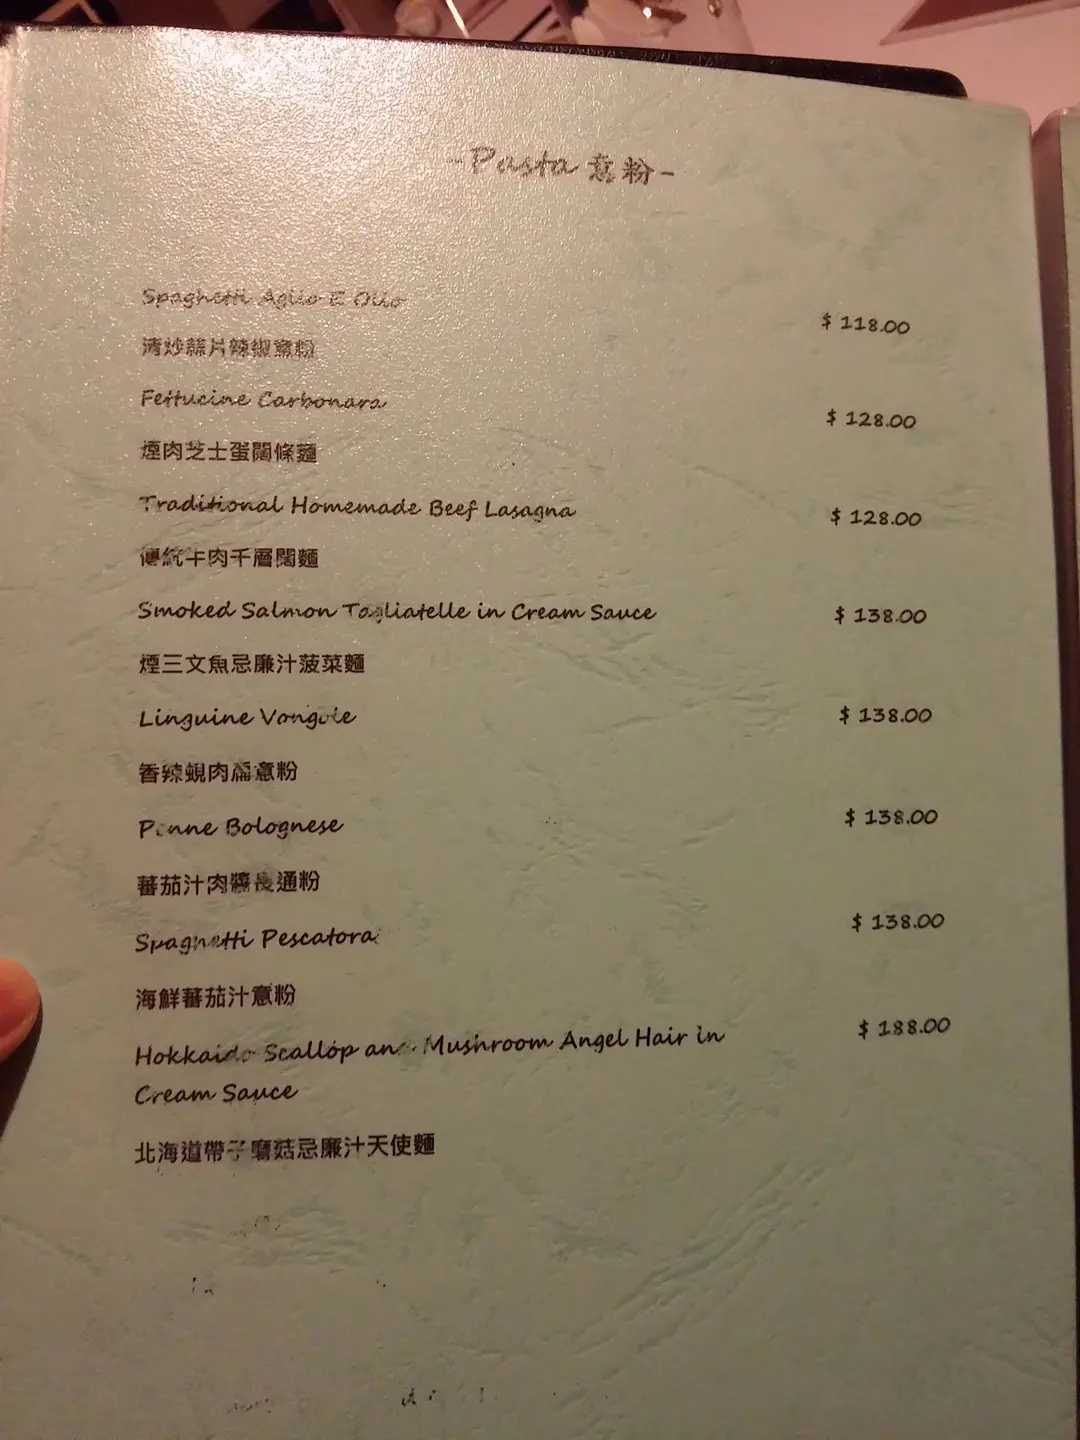 -Pasta 意粉-
Spaghetti Aglio E Olio
$ 118.00
清炒蒜片辣椒意粉
Fettucine Carbonara
$ 128.00
煙肉芝士蛋闊條麵
Traditional Homemade Beef Lasagna
$ 128.00
傳統牛肉千層闊麵
Smoked Salmon Tagliatelle in Cream Sauce
$ 138.00
煙三文魚忌廉汁菠菜麵
Linguine Vongole
$ 138.00
香辣蜆肉扁意粉
Penne Bolognese
$ 138.00
蕃茄汁肉醬長通粉
Spaghetti Pescatora
$ 138.00
海鮮蕃茄汁意粉
Hokkaido Scallop and Mushroom Angel Hair in
$ 188.00
Cream Sauce
北海道帶子磨菇忌廉汁天使麵